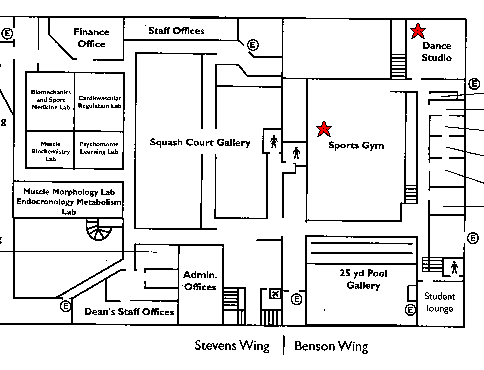 Finance
Office
Staff Offices
Dance
Studio
Biomechanics
and Sport
Medicine Lab
Cardiovascular
Regulation Lab
Muscle
Biochemistry
Lab
Psychomotor
Learning Lab
Squash Court Gallery
Sports Gym
Muscle Morphology Lab
Endocronology Metabolism
Lab
Admin.
Offices
25 yd Pool
Gallery
Student
lounge
Dean's Staff Offices
E
E
E
E
E
E
E
Stevens Wing | Benson Wing